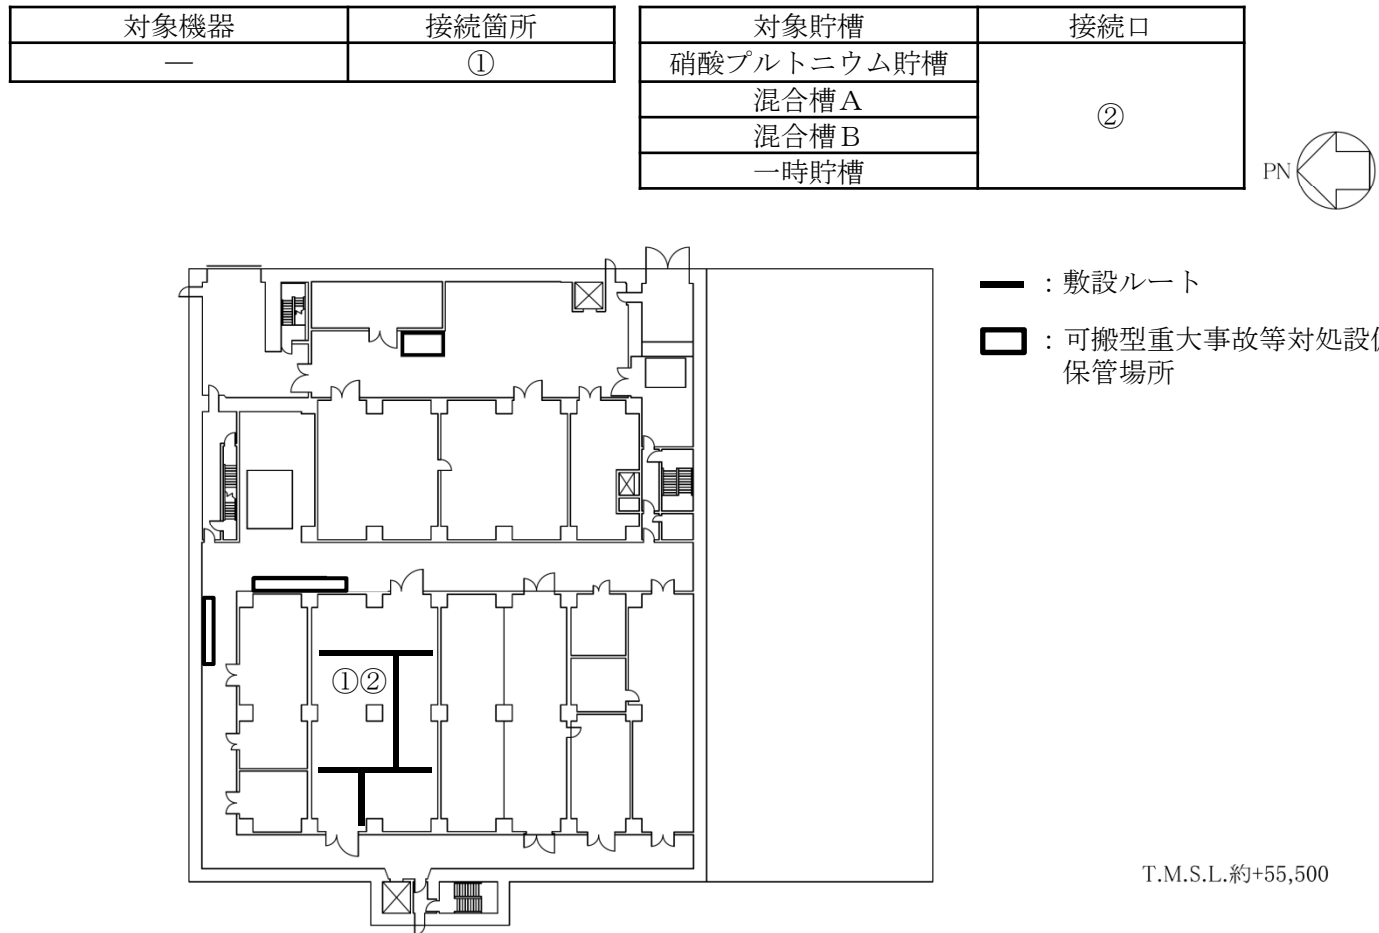 対象機器 接続箇所
― ①
対象貯槽 接続口
硝酸プルトニウム貯槽
混合槽A
②
混合槽B
一時貯槽
PN
：敷設ルート
：可搬型重大事故等対処設
保管場所
①②
T.M.S.L.約+55,500